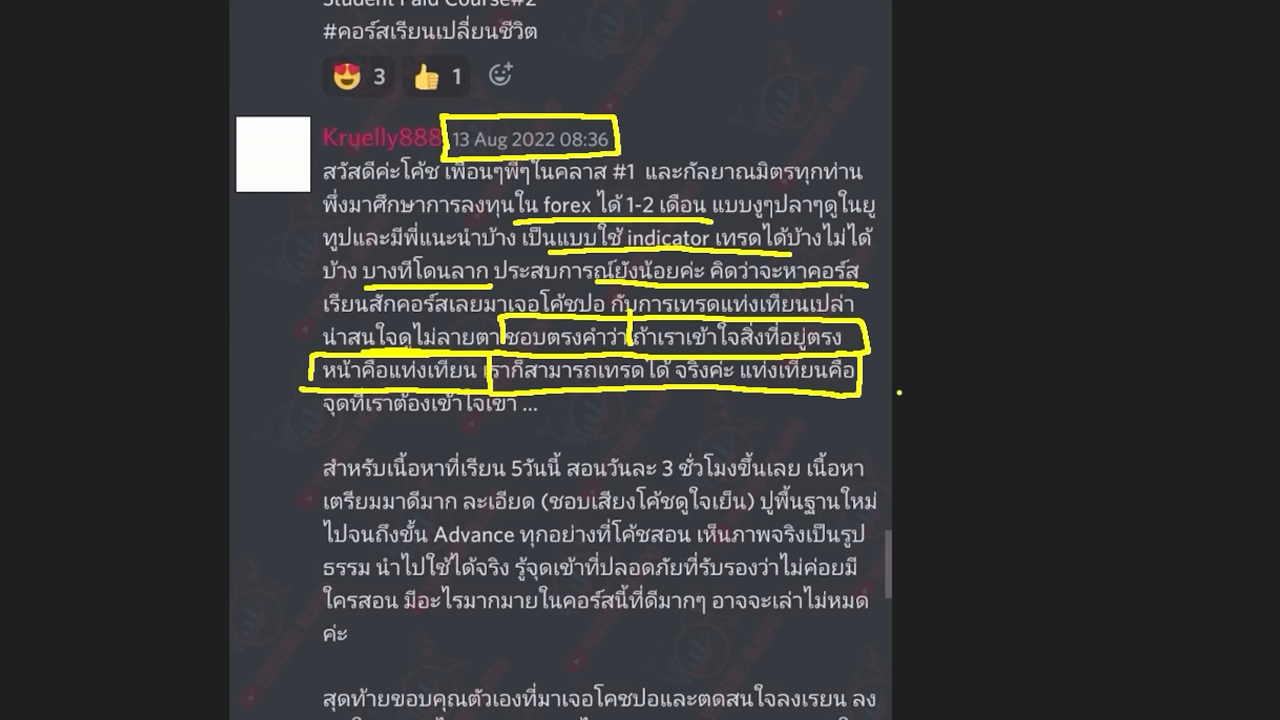 Student Paid Course#2
#คอร์สเรียนเปลี่ยนชีวิต
3 1
Kruelly888 13 Aug 2022 08:36
สวัสดีค่ะโค้ช เพื่อนๆพี่ๆในคลาส #1 และกัลยาณมิตรทุกท่าน
พึ่งมาศึกษาการลงทุนใน forex ได้ 1-2 เดือน แบบงูๆปลาๆดูในยู
ทูปและมีพี่แนะนำบ้าง เป็นแบบใช้ indicator เทรดได้บ้างไม่ได้
บ้าง บางทีโดนลาก ประสบการณ์ยังน้อยค่ะ คิดว่าจะหาคอร์ส
เรียนสักคอร์สเลยมาเจอโค้ชปอ กับการเทรดแท่งเทียนเปล่า
น่าสนใจดูไม่ลายตา ชอบตรงคำว่า ถ้าเราเข้าใจสิ่งที่อยู่ตรง
หน้าคือแท่งเทียน เราก็สามารถเทรดได้ จริงค่ะ แท่งเทียนคือ
จุดที่เราต้องเข้าใจเขา ...
สำหรับเนื้อหาที่เรียน 5วันนี้ สอนวันละ 3 ชั่วโมงขึ้นเลย เนื้อหา
เตรียมมาดีมาก ละเอียด (ชอบเสียงโค้ชดูใจเย็น) ปูพื้นฐานใหม่
ไปจนถึงขั้น Advance ทุกอย่างที่โค้ชสอน เห็นภาพจริงเป็นรูป
ธรรม นำไปใช้ได้จริง รู้จุดเข้าที่ปลอดภัยที่รับรองว่าไม่ค่อยมี
ใครสอน มีอะไรมากมายในคอร์สนี้ที่ดีมากๆ อาจจะเล่าไม่หมด
ค่ะ
สุดท้ายขอบคุณตัวเองที่มาเจอโค้ชปอและตัดสินใจลงเรียน ลง